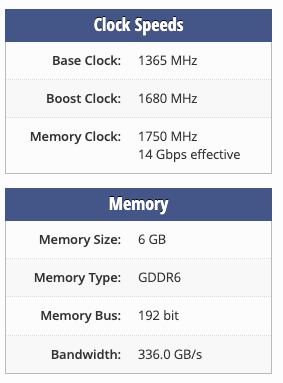 Clock Speeds
Base Clock: 1365 MHz
Boost Clock: 1680 MHz
Memory Clock: 1750 MHz
14 Gbps effective
Memory
Memory Size: 6 GB
Memory Type: GDDR6
Memory Bus: 192 bit
Bandwidth: 336.0 GB/s